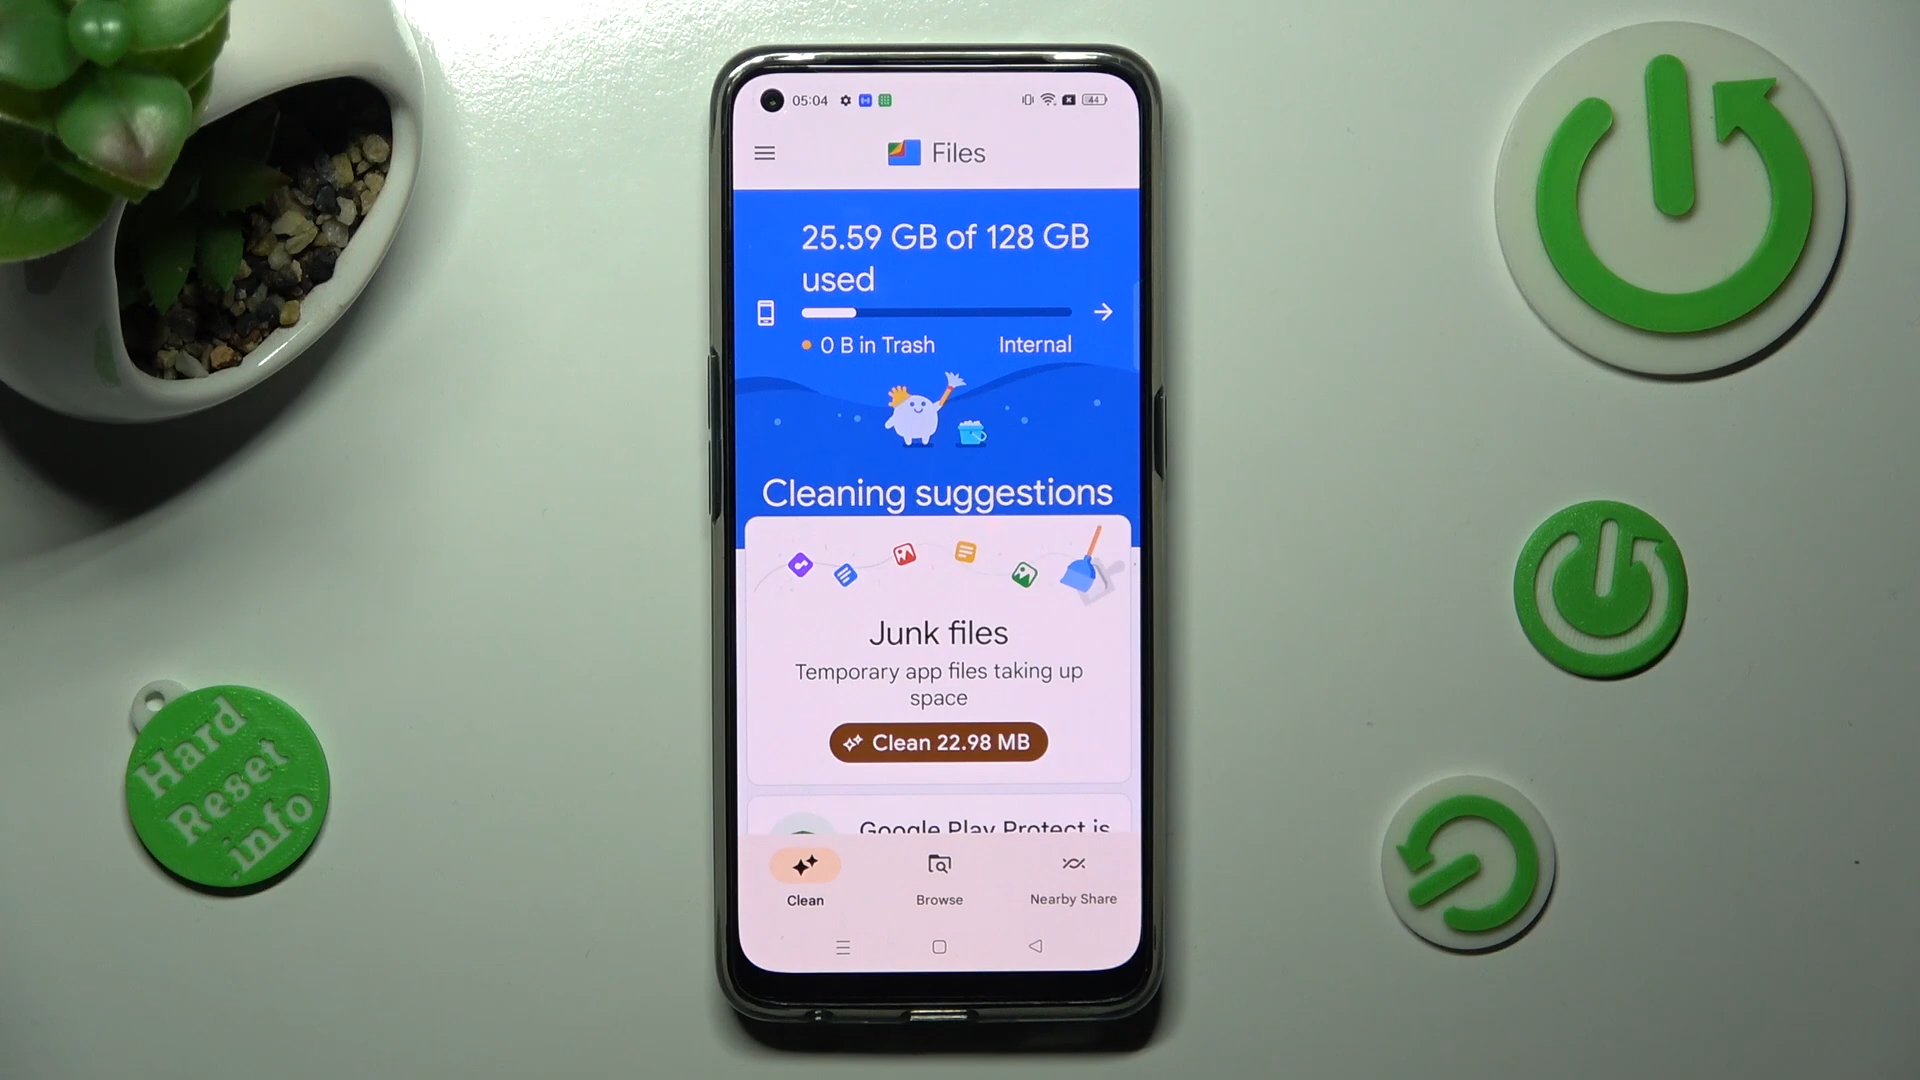 05:04
44
Files
25.59 GB of 128 GB
used
0 B in Trash
Internal
Cleaning suggestions
Junk files
Temporary app files taking up
space
Clean 22.98 MB
Google Play Protect is
Clean
Browse
Nearby Share
Hard
Reset
.info